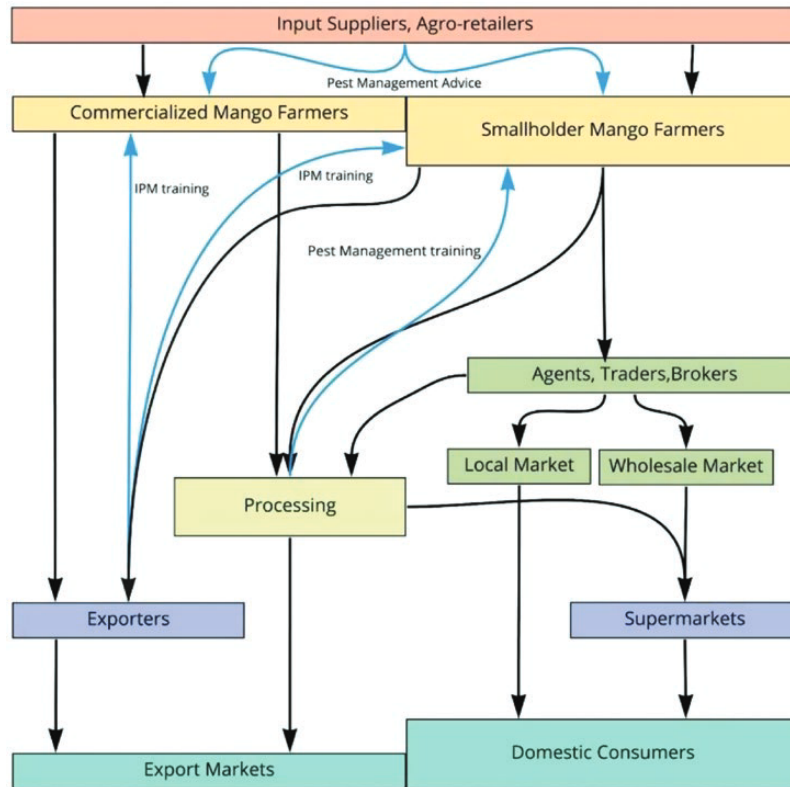 Input Suppliers, Agro-retailers
Pest Management Advice
Commercialized Mango Farmers
Smallholder Mango Farmers
IPM training
IPM training
Pest Management training
Agents, Traders,Brokers
Local Market
Wholesale Market
Processing
Exporters
Supermarkets
Domestic Consumers
Export Markets